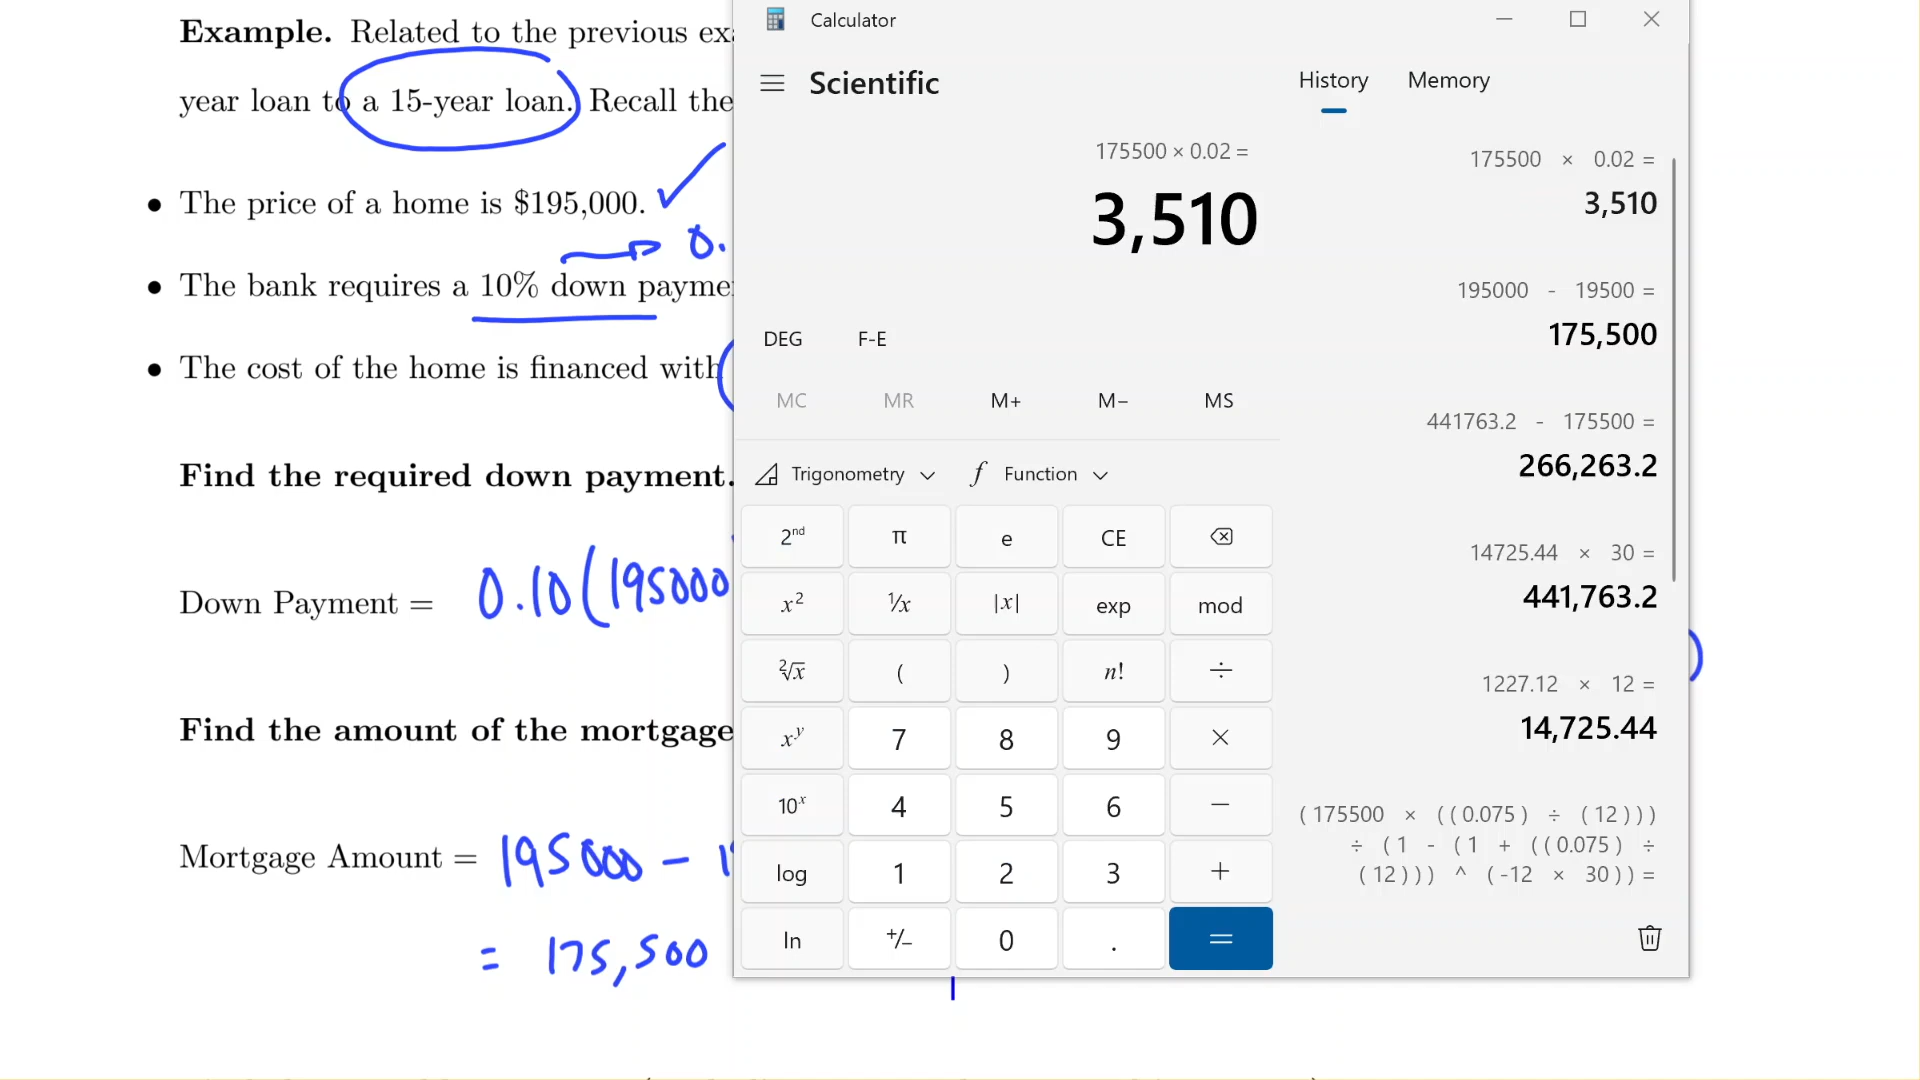 Example. Related to the previous
year loan to a 15-year loan. Recall the
• The price of a home is $195,000.
0.
• The bank requires a 10% down
• The cost of the home is financed with
Find the required down payment.
Down Payment = 0.10(195000
Find the amount of the mortgage
Mortgage Amount = 195000 -
= 175,500
Calculator
Scientific
175500 × 0.02 =
3,510
DEG F-E
MC MR M+ M− MS
Trigonometry f Function
2nd π e CE
x² ¹/x |x| exp mod
²√x ( ) n! ÷
xʸ 7 8 9 ×
10ˣ 4 5 6 −
log 1 2 3 +
ln +/− 0 . =
History Memory
175500 × 0.02 =
3,510
195000 - 19500 =
175,500
441763.2 - 175500 =
266,263.2
14725.44 × 30 =
441,763.2
1227.12 × 12 =
14,725.44
(175500 × ((0.075) ÷ (12)))
÷ (1 - (1 + ((0.075) ÷
(12))) ^ (-12 × 30)) =
)